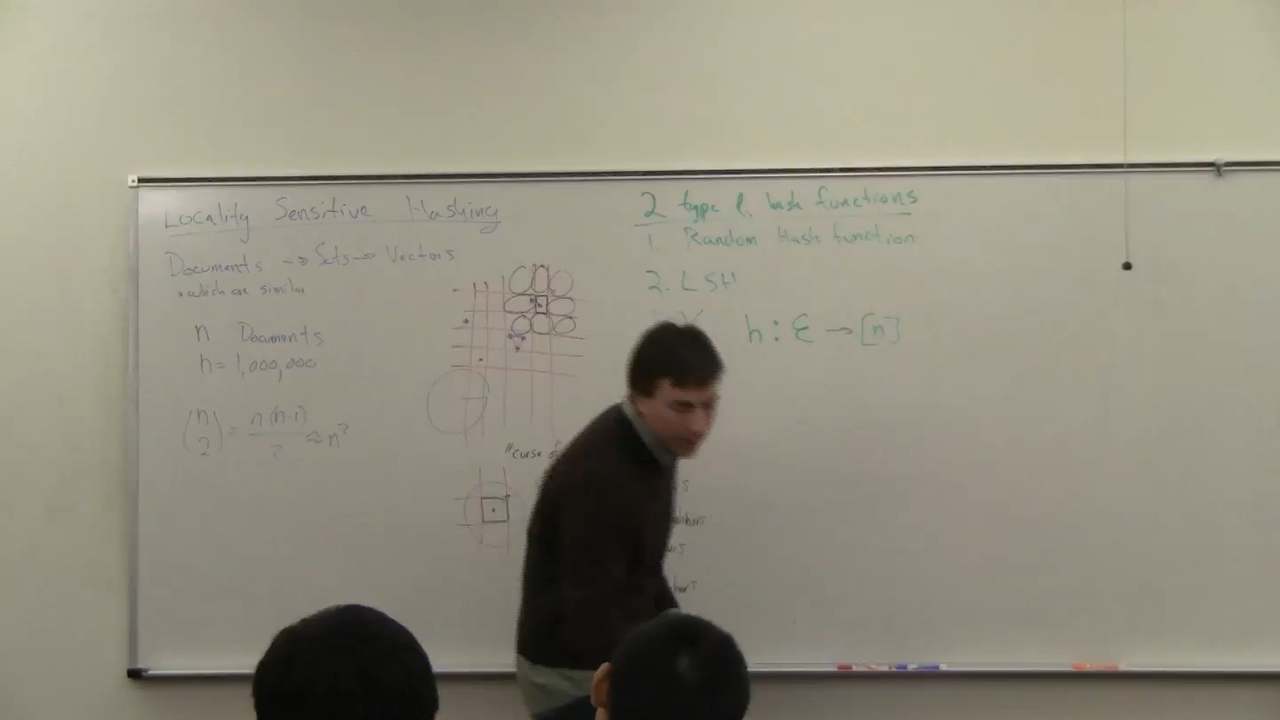 Locality Sensitive Hashing
Documents → Sets → Vectors
• which are similar
n Documents
n = 1,000,000
(n 2) = n(n-1)/2 ≈ n²
"curse
2 type of hash functions
1. Random Hash function
2. LSH
h : Ɛ → [n]